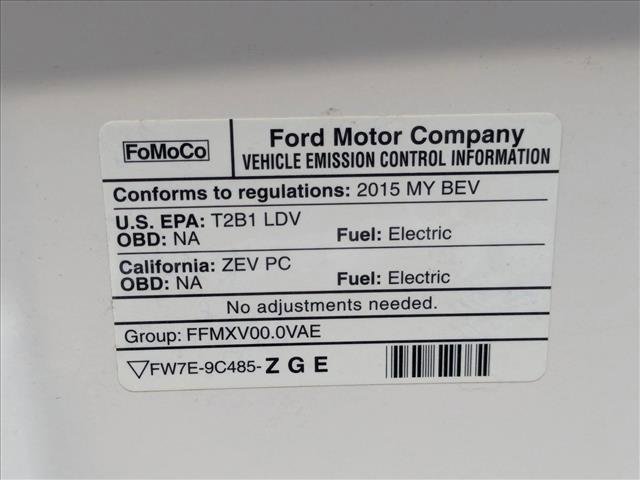 FoMoCo
Ford Motor Company
VEHICLE EMISSION CONTROL INFORMATION
Conforms to regulations: 2015 MY BEV
U.S. EPA: T2B1 LDV
OBD: NA Fuel: Electric
California: ZEV PC
OBD: NA Fuel: Electric
No adjustments needed.
Group: FFMXV00.0VAE
FW7E-9C485-ZGE